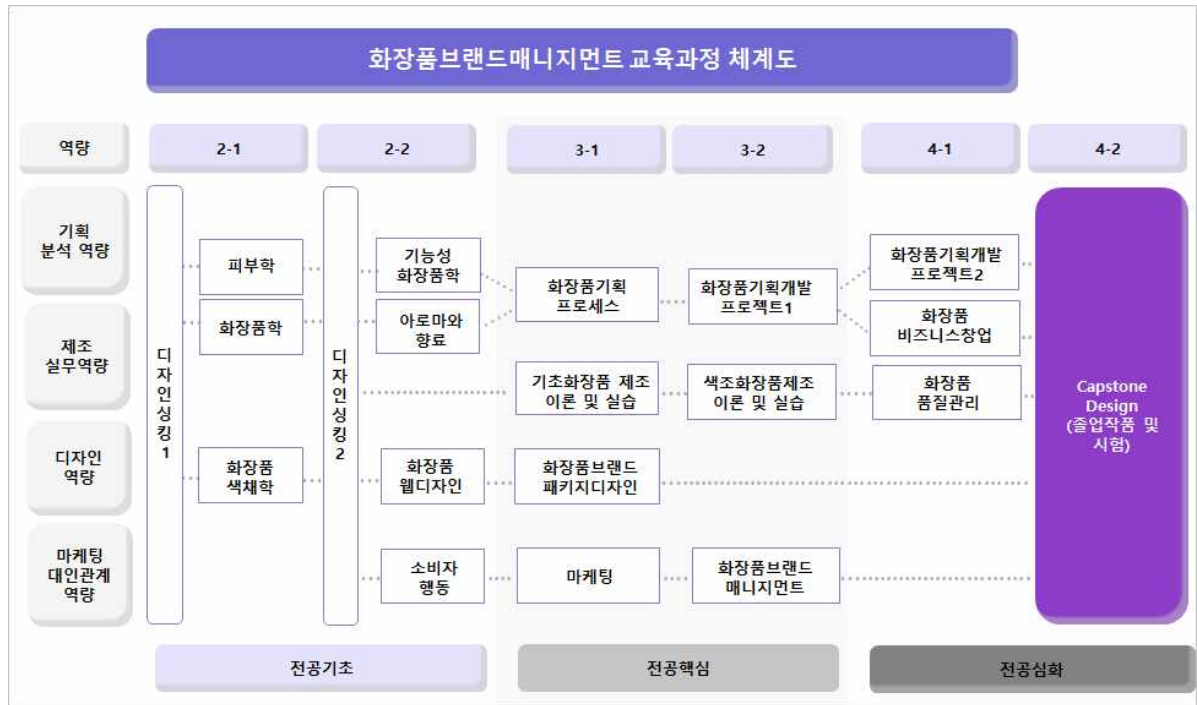 화장품브랜드매니지먼트 교육과정 체계도
역량
2-1
2-2
3-1
3-2
4-1
4-2
기획
분석 역량
제조
실무역량
디자인
역량
마케팅
대인관계
역량
디자인싱킹1
피부학
화장품학
화장품
색채학
디자인싱킹2
기능성
화장품학
아로마와
향료
화장품
웹디자인
소비자
행동
화장품기획
프로세스
기초화장품 제조
이론 및 실습
화장품브랜드
패키지디자인
마케팅
화장품기획개발
프로젝트1
색조화장품제조
이론 및 실습
화장품브랜드
매니지먼트
화장품기획개발
프로젝트2
화장품
비즈니스창업
화장품
품질관리
Capstone
Design
(졸업작품 및
시험)
전공기초
전공핵심
전공심화